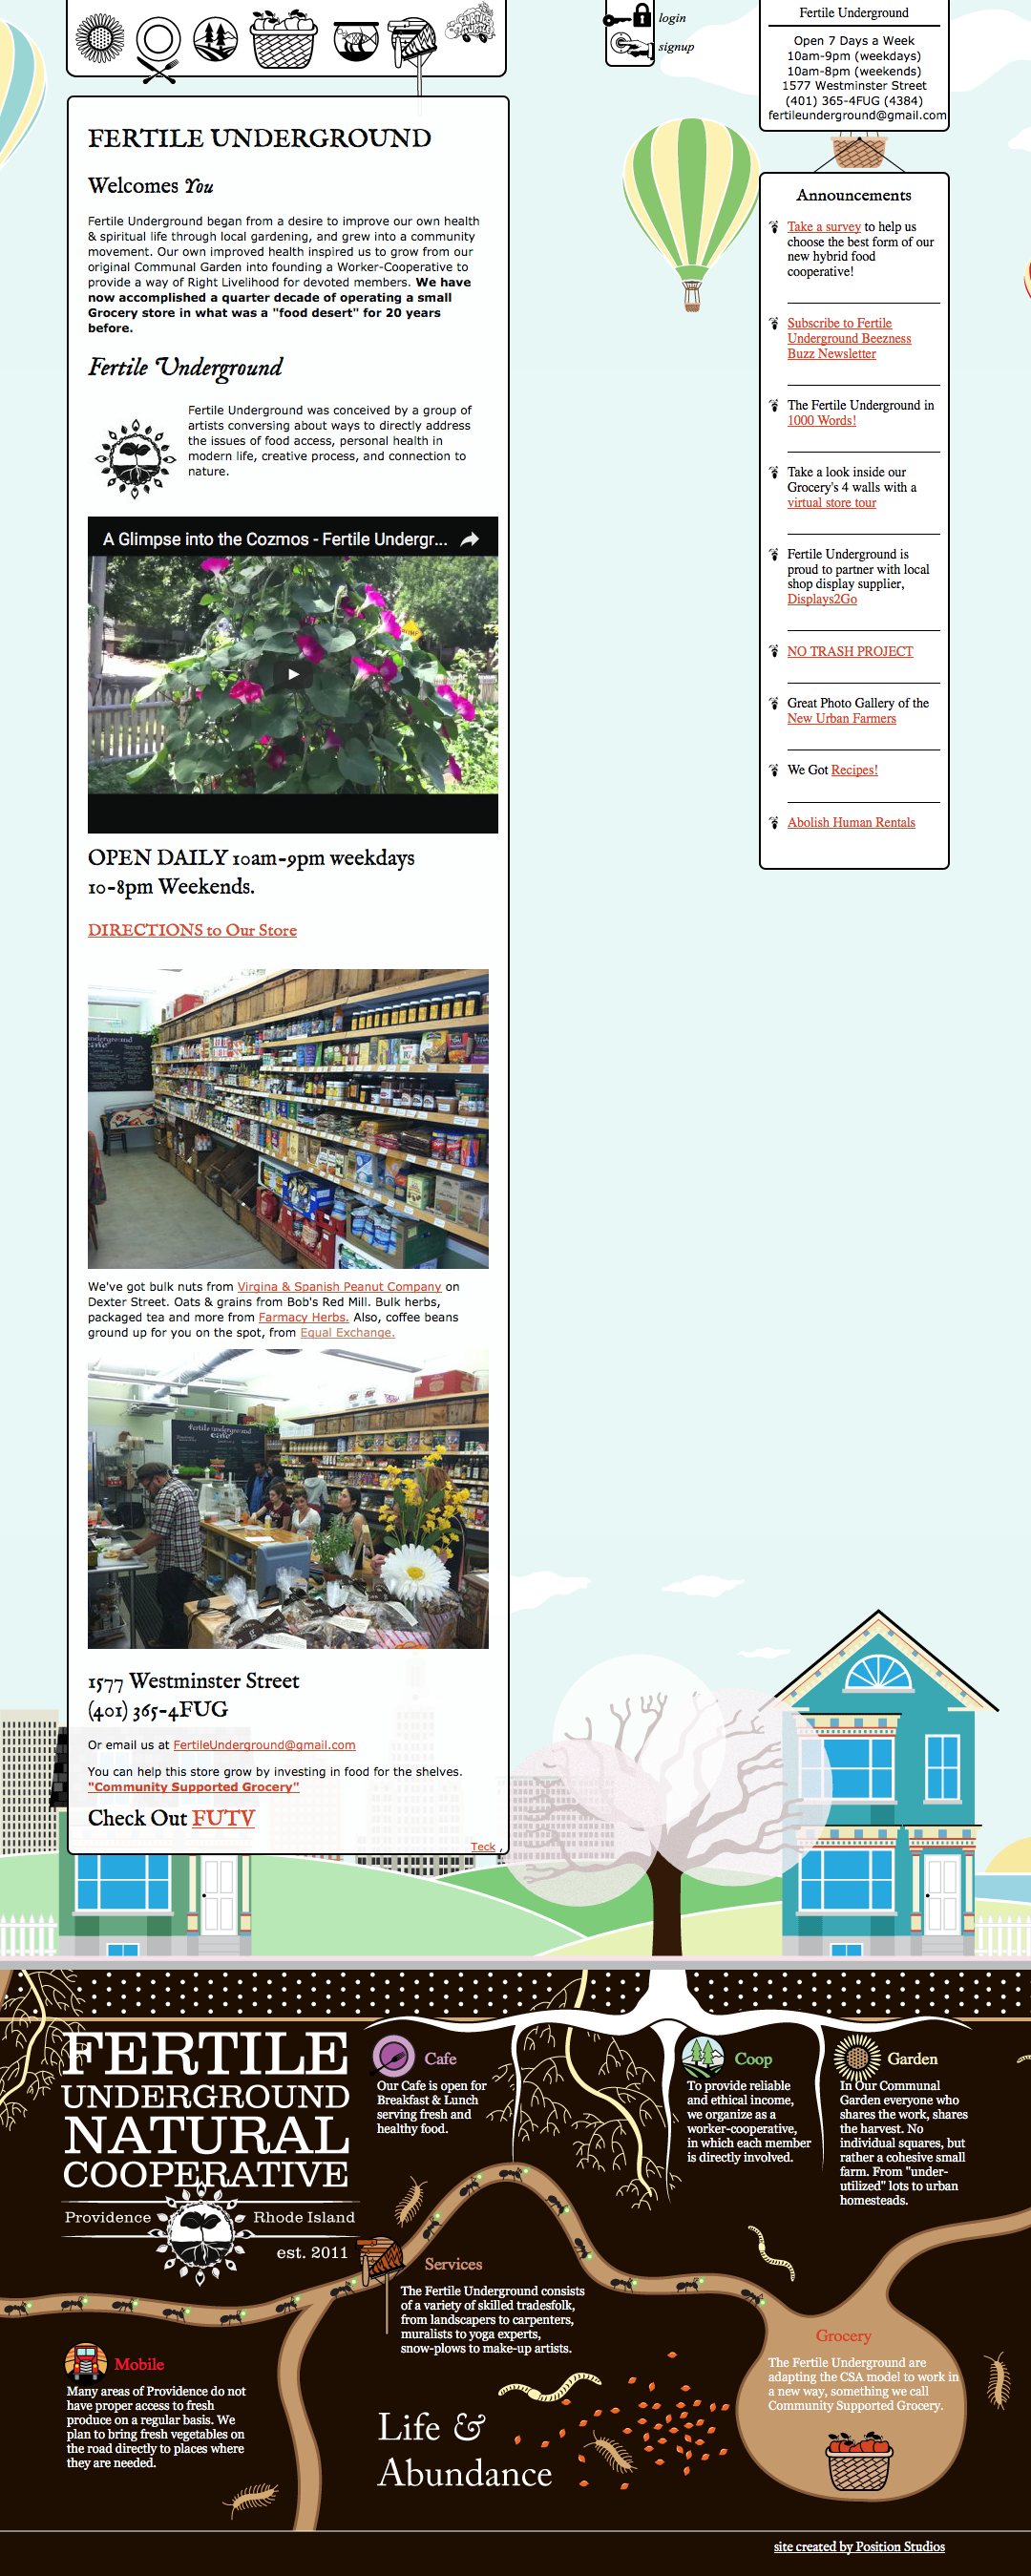 login
signup
Fertile Underground
Open 7 Days a Week
10am-9pm (weekdays)
10am-8pm (weekends)
1577 Westminster Street
(401) 365-4FUG (4384)
fertileunderground@gmail.com
FERTILE UNDERGROUND
Welcomes You
Fertile Underground began from a desire to improve our own health
& spiritual life through local gardening, and grew into a community
movement. Our own improved health inspired us to grow from our
original Communal Garden into founding a Worker-Cooperative to
provide a way of Right Livelihood for devoted members. We have
now accomplished a quarter decade of operating a small
Grocery store in what was a "food desert" for 20 years
before.
Fertile Underground
Fertile Underground was conceived by a group of
artists conversing about ways to directly address
the issues of food access, personal health in
modern life, creative process, and connection to
nature.
A Glimpse into the Cozmos - Fertile Undergr...
OPEN DAILY 10am-9pm weekdays
10-8pm Weekends.
DIRECTIONS to Our Store
We've got bulk nuts from Virgina & Spanish Peanut Company on
Dexter Street. Oats & grains from Bob's Red Mill. Bulk herbs,
packaged tea and more from Farmacy Herbs. Also, coffee beans
ground up for you on the spot, from Equal Exchange.
fertile underground
cafe
1577 Westminster Street
(401) 365-4FUG
Or email us at FertileUnderground@gmail.com
You can help this store grow by investing in food for the shelves.
"Community Supported Grocery"
Check Out FUTV
Teck ,
Announcements
Take a survey to help us
choose the best form of our
new hybrid food
cooperative!
Subscribe to Fertile
Underground Beezness
Buzz Newsletter
The Fertile Underground in
1000 Words!
Take a look inside our
Grocery's 4 walls with a
virtual store tour
Fertile Underground is
proud to partner with local
shop display supplier,
Displays2Go
NO TRASH PROJECT
Great Photo Gallery of the
New Urban Farmers
We Got Recipes!
Abolish Human Rentals
FERTILE
UNDERGROUND
NATURAL
COOPERATIVE
Providence Rhode Island
est. 2011
Cafe
Our Cafe is open for
Breakfast & Lunch
serving fresh and
healthy food.
Coop
To provide reliable
and ethical income,
we organize as a
worker-cooperative,
in which each member
is directly involved.
Garden
In Our Communal
Garden everyone who
shares the work, shares
the harvest. No
individual squares, but
rather a cohesive small
farm. From "under-
utilized" lots to urban
homesteads.
Services
The Fertile Underground consists
of a variety of skilled tradesfolk,
from landscapers to carpenters,
muralists to yoga experts,
snow-plows to make-up artists.
Grocery
The Fertile Underground are
adapting the CSA model to work in
a new way, something we call
Community Supported Grocery.
Mobile
Many areas of Providence do not
have proper access to fresh
produce on a regular basis. We
plan to bring fresh vegetables on
the road directly to places where
they are needed.
Life &
Abundance
site created by Position Studios